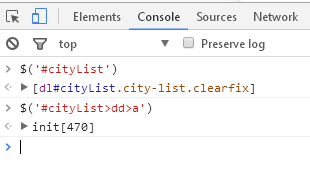 Elements Console Sources Network
top Preserve log
> $('#cityList')
<· ▶ [dl#cityList.city-list.clearfix]
> $('#cityList>dd>a')
<· ▶ init[470]
>